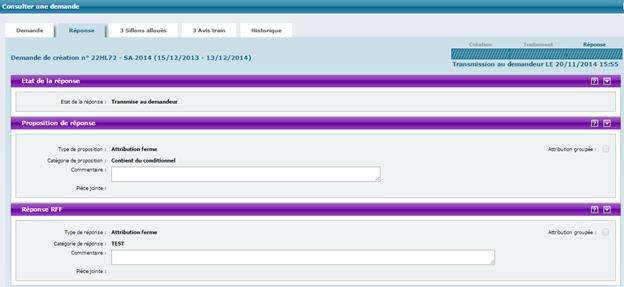 Consulter une demande
Demande Réponse 3 Sillons alloués 3 Avis train Historique
Création Traitement Réponse
Demande de création n° 22HL72 - SA 2014 (15/12/2013 - 13/12/2014)
Transmission au demandeur LE 20/11/2014 15:55
Etat de la réponse ?
Etat de la réponse : Transmise au demandeur
Proposition de réponse ?
Type de proposition : Attribution ferme Attribution groupée :
Catégorie de proposition : Contient du conditionnel
Commentaire :
Pièce jointe :
Réponse RFF ?
Type de réponse : Attribution ferme Attribution groupée :
Catégorie de réponse : TEST
Commentaire :
Pièce jointe :